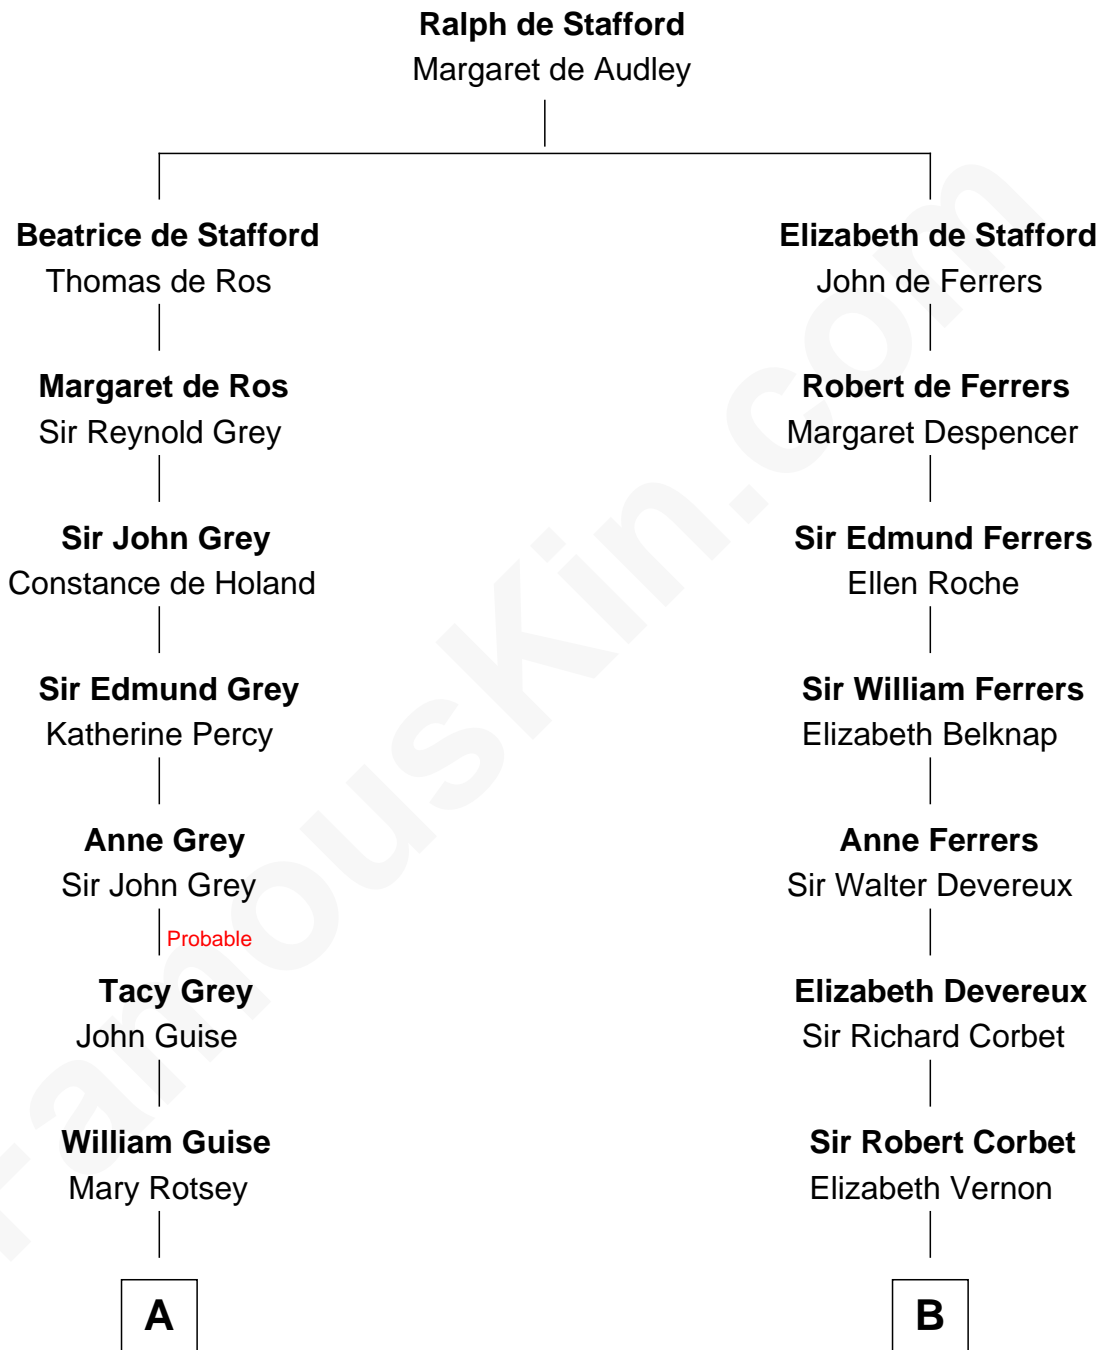 Ralph de Stafford
Margaret de Audley
Beatrice de Stafford
Thomas de Ros
Elizabeth de Stafford
John de Ferrers
Margaret de Ros
Sir Reynold Grey
Robert de Ferrers
Margaret Despencer
Sir John Grey
Constance de Holand
Sir Edmund Ferrers
Ellen Roche
Sir Edmund Grey
Katherine Percy
Sir William Ferrers
Elizabeth Belknap
Anne Grey
Sir John Grey
Anne Ferrers
Sir Walter Devereux
Probable
Tacy Grey
John Guise
Elizabeth Devereux
Sir Richard Corbet
William Guise
Mary Rotsey
Sir Robert Corbet
Elizabeth Vernon
A
B
FamousKin.com